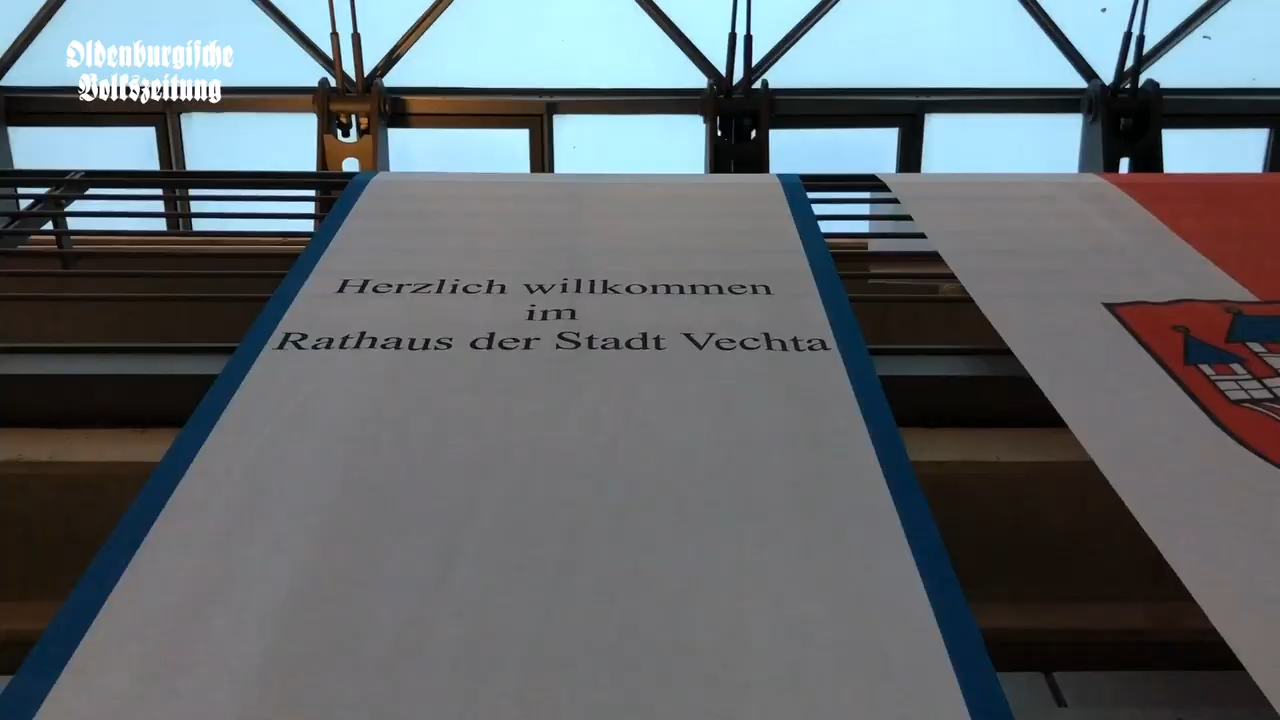 Oldenburgische
Volkszeitung
Herzlich willkommen
im
Rathaus der Stadt Vechta